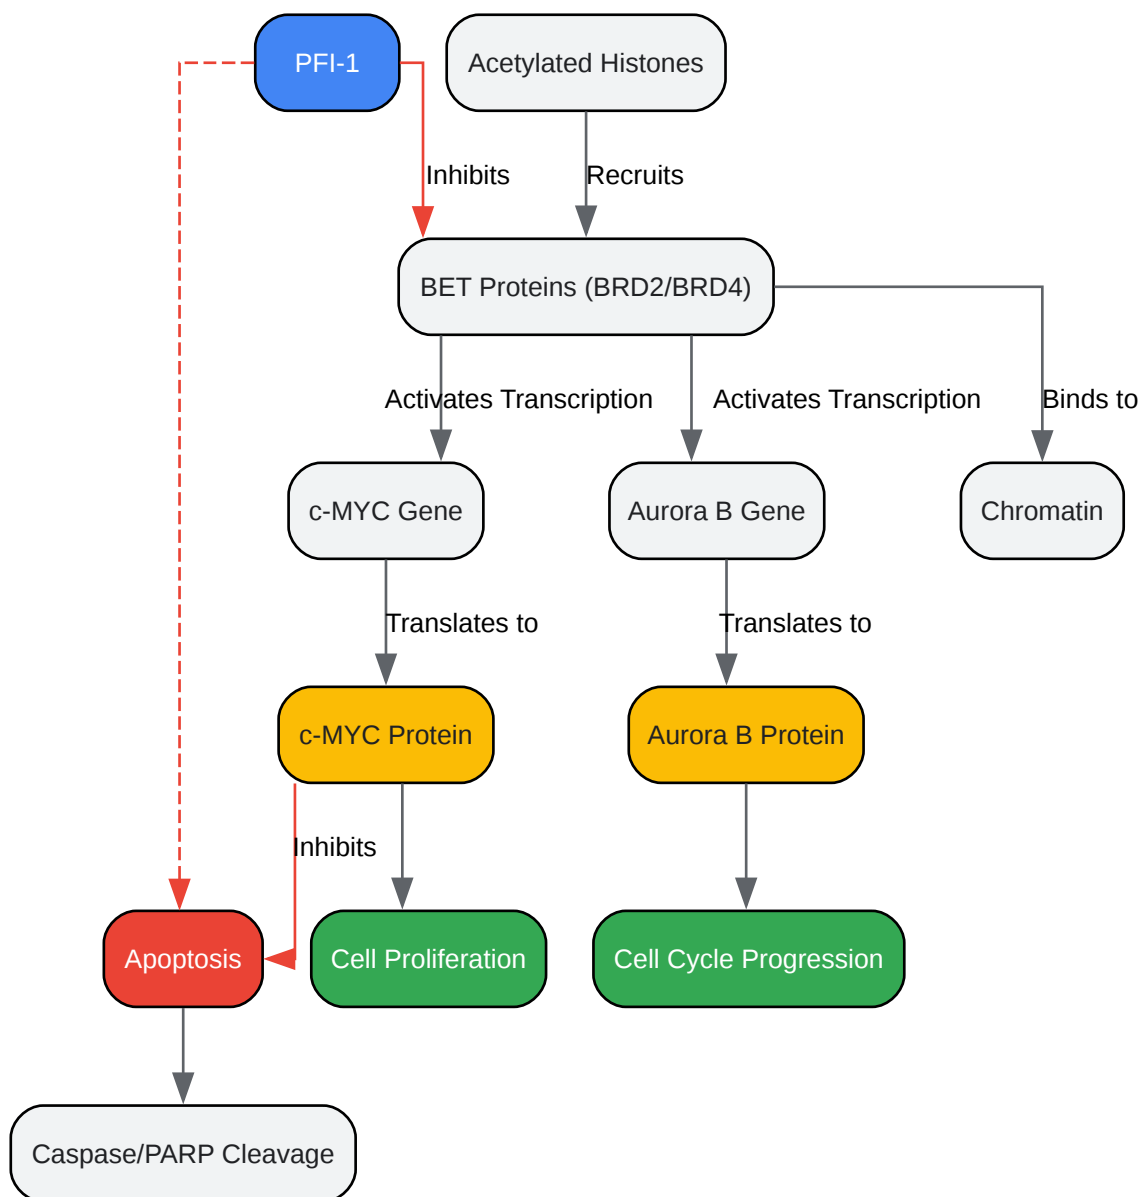 PFI-1
Acetylated Histones
Inhibits
Recruits
BET Proteins (BRD2/BRD4)
Activates Transcription
Activates Transcription
Binds to
c-MYC Gene
Aurora B Gene
Chromatin
Translates to
Translates to
c-MYC Protein
Aurora B Protein
Inhibits
Apoptosis
Cell Proliferation
Cell Cycle Progression
Caspase/PARP Cleavage